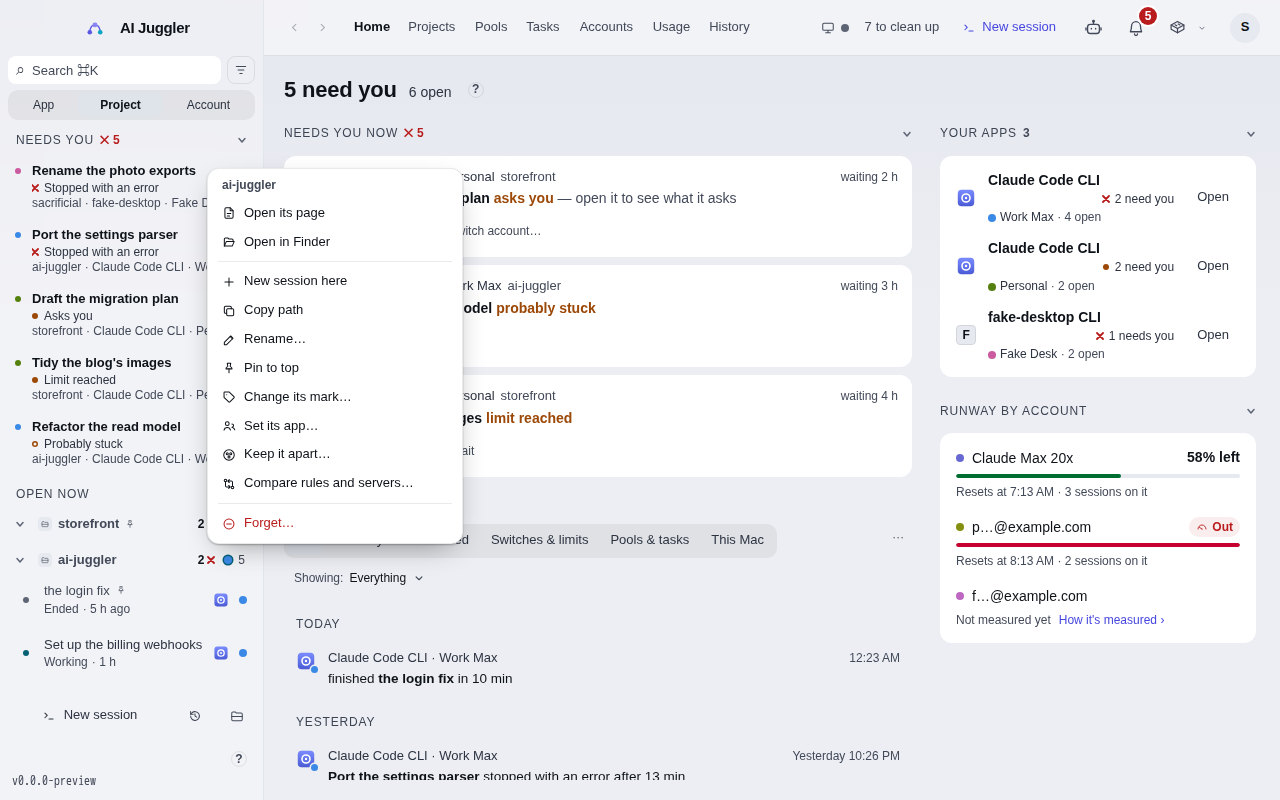 AI Juggler
Search ⌘K
App Project Account
NEEDS YOU 5
Rename the photo exports
Stopped with an error
sacrificial · fake-desktop · Fake D
Port the settings parser
Stopped with an error
ai-juggler · Claude Code CLI · Wo
Draft the migration plan
Asks you
storefront · Claude Code CLI · Pe
Tidy the blog's images
Limit reached
storefront · Claude Code CLI · Pe
Refactor the read model
Probably stuck
ai-juggler · Claude Code CLI · Wo
OPEN NOW
storefront 2
ai-juggler 2 5
the login fix
Ended · 5 h ago
Set up the billing webhooks
Working · 1 h
New session
?
v0.0.0-preview
Home Projects Pools Tasks Accounts Usage History
7 to clean up
New session
5
S
5 need you 6 open ?
NEEDS YOU NOW 5
storefront
waiting 2 h
plan asks you — open it to see what it asks
account…
Max ai-juggler
waiting 3 h
probably stuck
storefront
waiting 4 h
limit reached
ai-juggler
Open its page
Open in Finder
New session here
Copy path
Rename…
Pin to top
Change its mark…
Set its app…
Keep it apart…
Compare rules and servers…
Forget…
Switches & limits Pools & tasks This Mac
…
Showing: Everything
TODAY
Claude Code CLI · Work Max
12:23 AM
finished the login fix in 10 min
YESTERDAY
Claude Code CLI · Work Max
Yesterday 10:26 PM
Port the settings parser stopped with an error after 13 min
YOUR APPS 3
Claude Code CLI
2 need you
Open
Work Max · 4 open
Claude Code CLI
2 need you
Open
Personal · 2 open
F
fake-desktop CLI
1 needs you
Open
Fake Desk · 2 open
RUNWAY BY ACCOUNT
Claude Max 20x 58% left
Resets at 7:13 AM · 3 sessions on it
p…@example.com Out
Resets at 8:13 AM · 2 sessions on it
f…@example.com
Not measured yet How it's measured ›